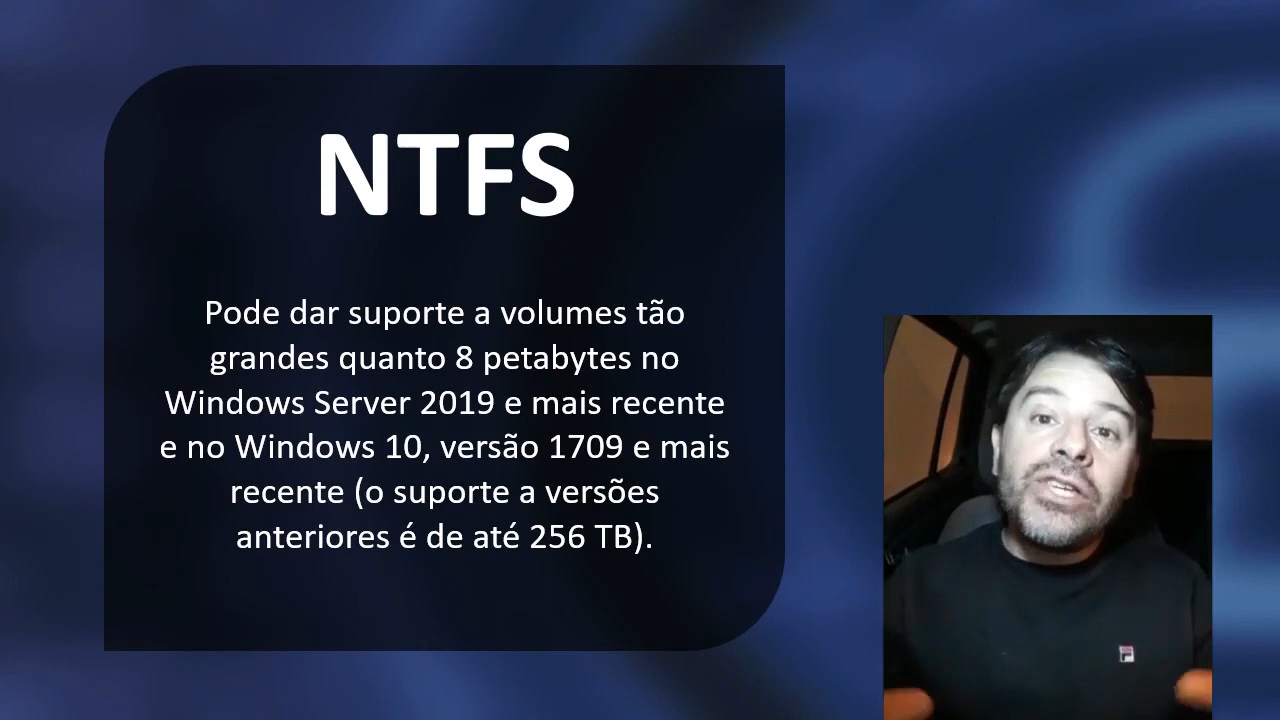 NTFS
Pode dar suporte a volumes tão
grandes quanto 8 petabytes no
Windows Server 2019 e mais recente
e no Windows 10, versão 1709 e mais
recente (o suporte a versões
anteriores é de até 256 TB).